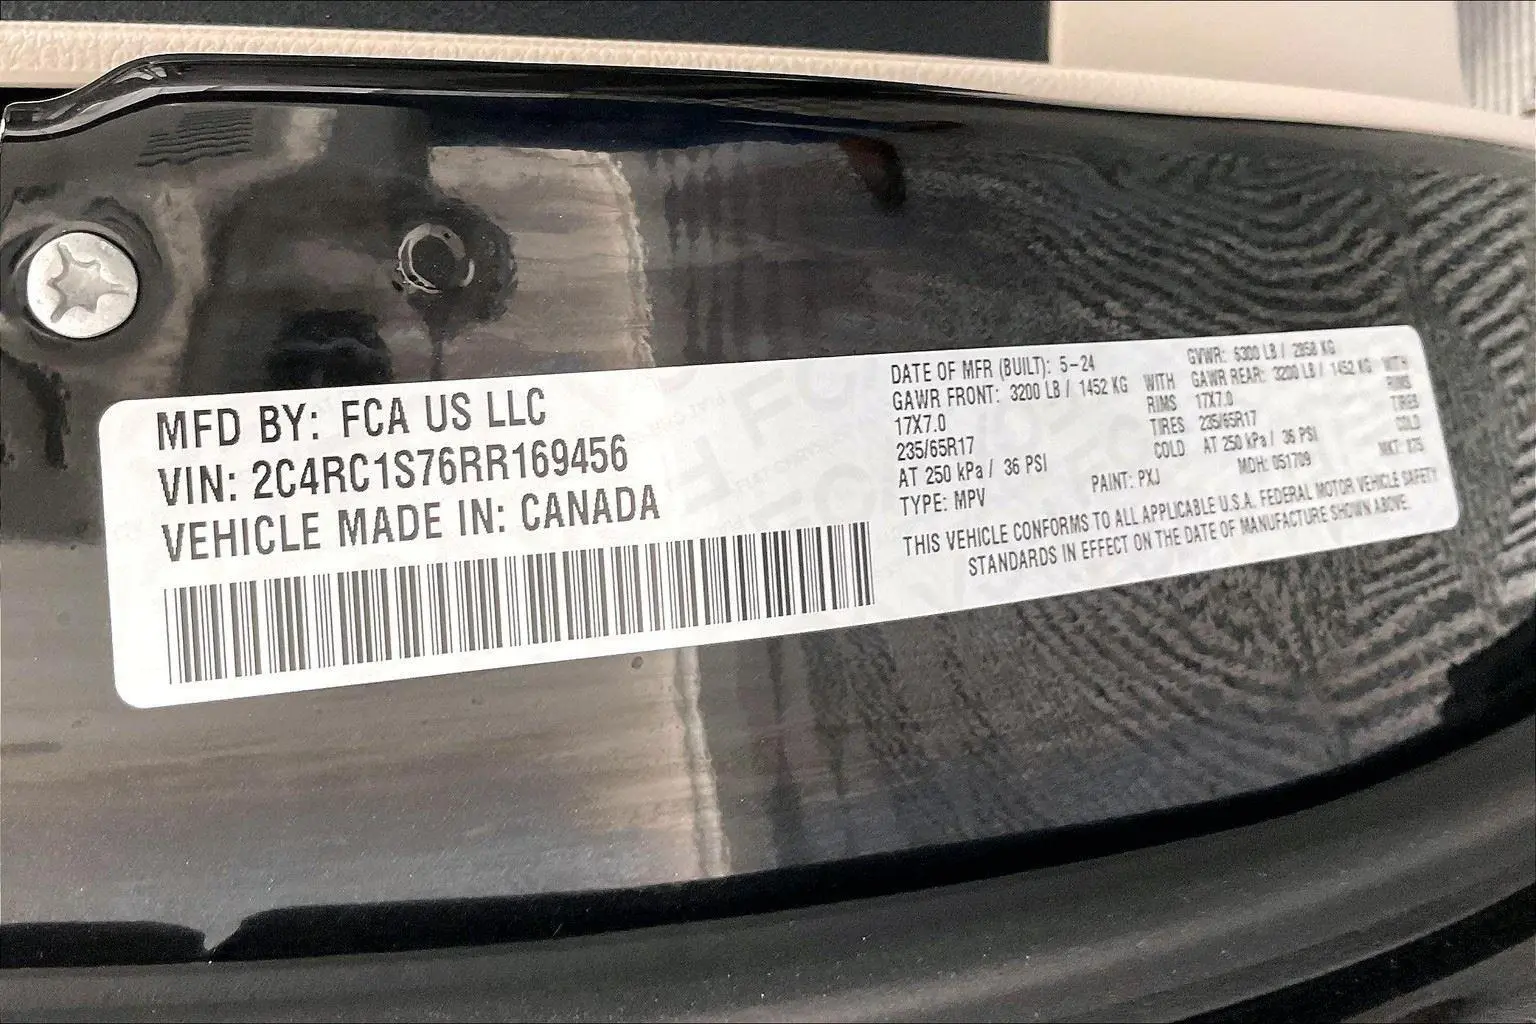 MFD BY: FCA US LLC
VIN: 2C4RC1S76RR169456
VEHICLE MADE IN: CANADA
DATE OF MFR (BUILT): 5-24 GVWR: 6300 LB / 2858 KG
GAWR FRONT: 3200 LB / 1452 KG WITH GAWR REAR: 3200 LB / 1452 KG WITH
17X7.0 RIMS 17X7.0 RIMS
235/65R17 TIRES 235/65R17 TIRES
AT 250 kPa / 36 PSI COLD AT 250 kPa / 36 PSI COLD
TYPE: MPV PAINT: PXJ MDH: 051709
THIS VEHICLE CONFORMS TO ALL APPLICABLE U.S.A. FEDERAL MOTOR VEHICLE SAFETY
STANDARDS IN EFFECT ON THE DATE OF MANUFACTURE SHOWN ABOVE.